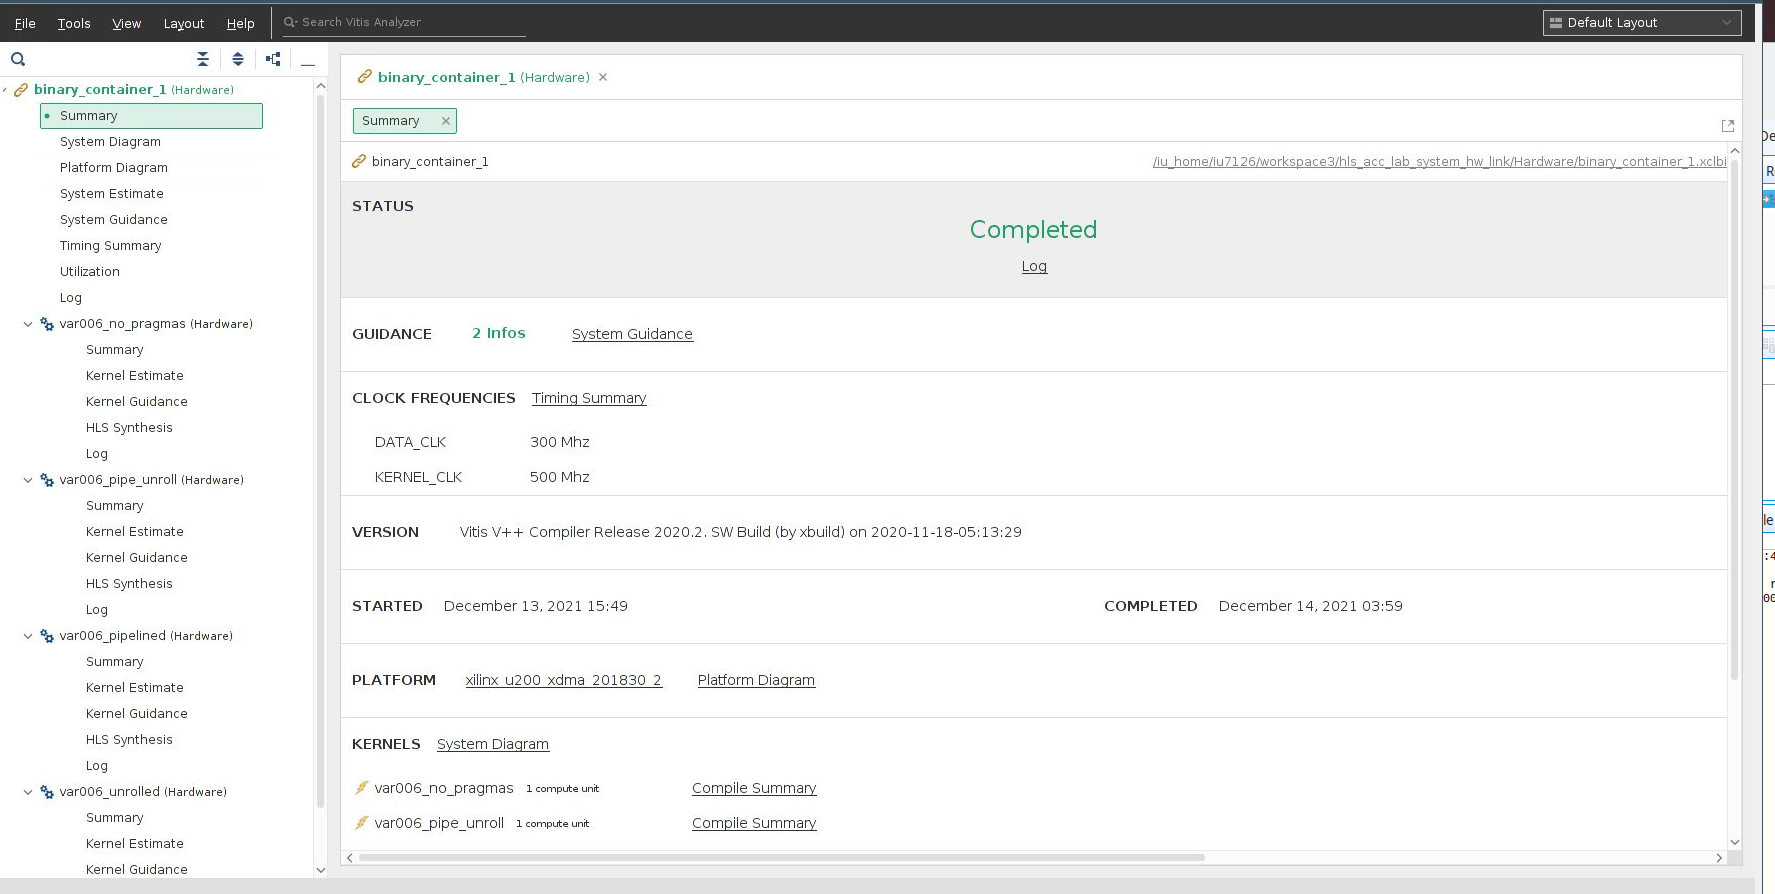 File Tools View Layout Help Search Vitis Analyzer Default Layout
binary_container_1 (Hardware)
Summary
System Diagram
Platform Diagram
System Estimate
System Guidance
Timing Summary
Utilization
Log
var006_no_pragmas (Hardware)
Summary
Kernel Estimate
Kernel Guidance
HLS Synthesis
Log
var006_pipe_unroll (Hardware)
Summary
Kernel Estimate
Kernel Guidance
HLS Synthesis
Log
var006_pipelined (Hardware)
Summary
Kernel Estimate
Kernel Guidance
HLS Synthesis
Log
var006_unrolled (Hardware)
Summary
Kernel Estimate
Kernel Guidance
binary_container_1 (Hardware)
Summary
binary_container_1 /iu_home/iu7126/workspace3/hls_acc_lab_system_hw_link/Hardware/binary_container_1.xclbi
STATUS
Completed
Log
GUIDANCE 2 Infos System Guidance
CLOCK FREQUENCIES Timing Summary
DATA_CLK 300 Mhz
KERNEL_CLK 500 Mhz
VERSION Vitis V++ Compiler Release 2020.2. SW Build (by xbuild) on 2020-11-18-05:13:29
STARTED December 13, 2021 15:49 COMPLETED December 14, 2021 03:59
PLATFORM xilinx_u200_xdma_201830_2 Platform Diagram
KERNELS System Diagram
var006_no_pragmas 1 compute unit Compile Summary
var006_pipe_unroll 1 compute unit Compile Summary